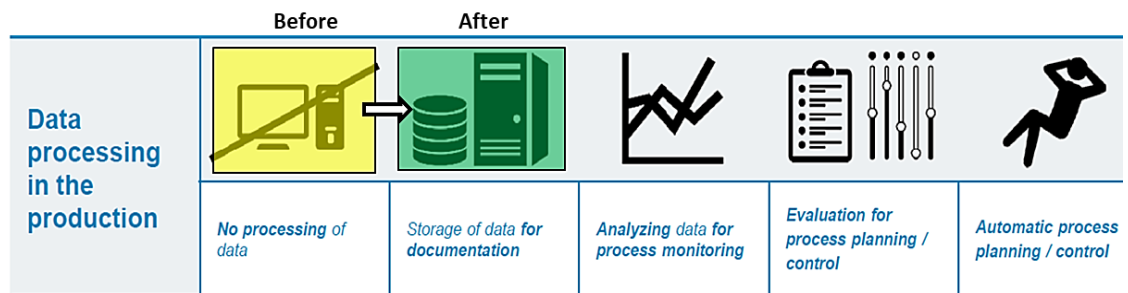 Before
After
Data
processing
in the
production
No processing of
data
Storage of data for
documentation
Analyzing data for
process monitoring
Evaluation for
process planning /
control
Automatic process
planning / control